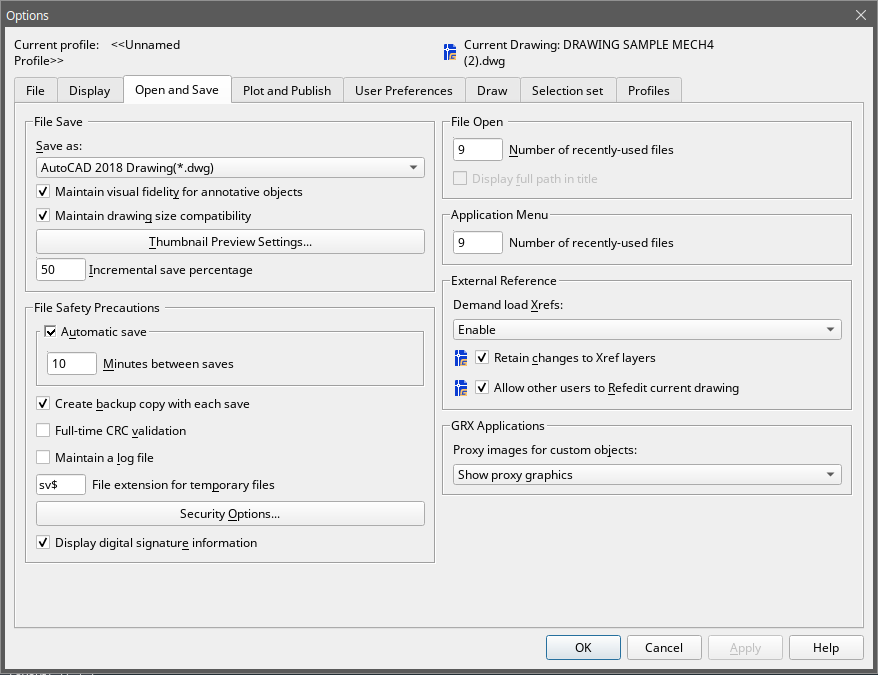 Options
Current profile: <<Unnamed
Profile>>
Current Drawing: DRAWING SAMPLE MECH4
(2).dwg
File
Display
Open and Save
Plot and Publish
User Preferences
Draw
Selection set
Profiles
File Save
Save as:
AutoCAD 2018 Drawing(*.dwg)
Maintain visual fidelity for annotative objects
Maintain drawing size compatibility
Thumbnail Preview Settings...
50 Incremental save percentage
File Safety Precautions
Automatic save
10 Minutes between saves
Create backup copy with each save
Full-time CRC validation
Maintain a log file
sv$ File extension for temporary files
Security Options...
Display digital signature information
File Open
9 Number of recently-used files
Display full path in title
Application Menu
9 Number of recently-used files
External Reference
Demand load Xrefs:
Enable
Retain changes to Xref layers
Allow other users to Refedit current drawing
GRX Applications
Proxy images for custom objects:
Show proxy graphics
OK
Cancel
Apply
Help